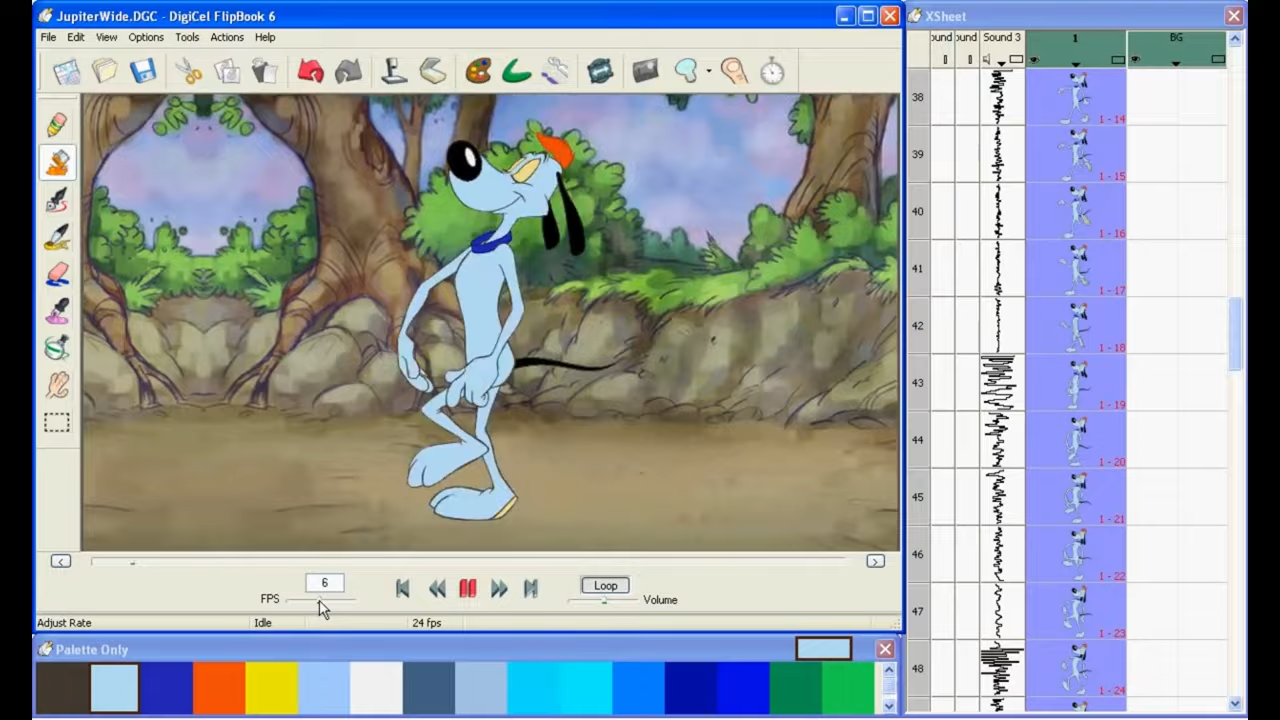 JupiterWide.DGC - DigiCel FlipBook 6
File Edit View Options Tools Actions Help
6
FPS
Loop
Volume
Adjust Rate
Idle
24 fps
Palette Only
XSheet
ound ound Sound 3 1 BG
38 1 - 14
39 1 - 15
40 1 - 16
41 1 - 17
42 1 - 18
43 1 - 19
44 1 - 20
45 1 - 21
46 1 - 22
47 1 - 23
48 1 - 24